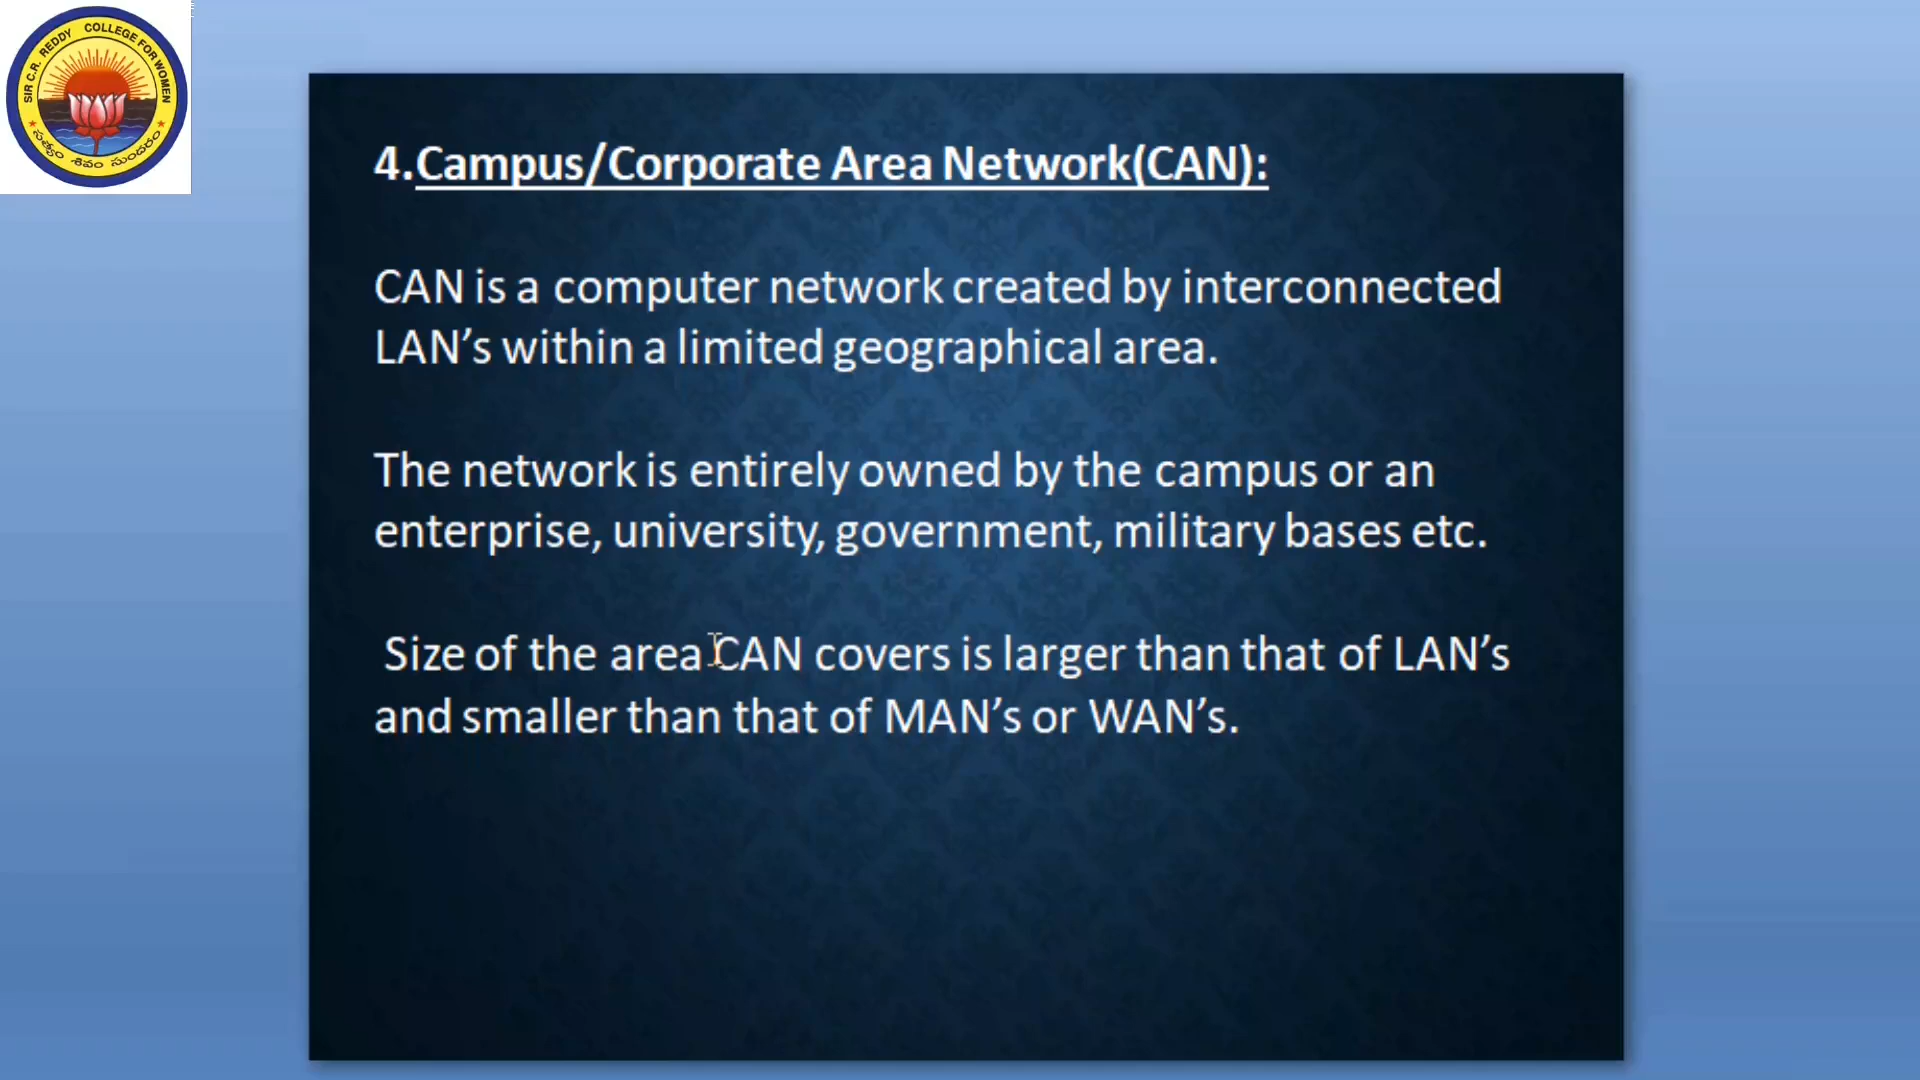 SIR C.R. REDDY COLLEGE FOR WOMEN
సత్యం శివం సుందరం
4.Campus/Corporate Area Network(CAN):
CAN is a computer network created by interconnected
LAN’s within a limited geographical area.
The network is entirely owned by the campus or an
enterprise, university, government, military bases etc.
Size of the area CAN covers is larger than that of LAN’s
and smaller than that of MAN’s or WAN’s.